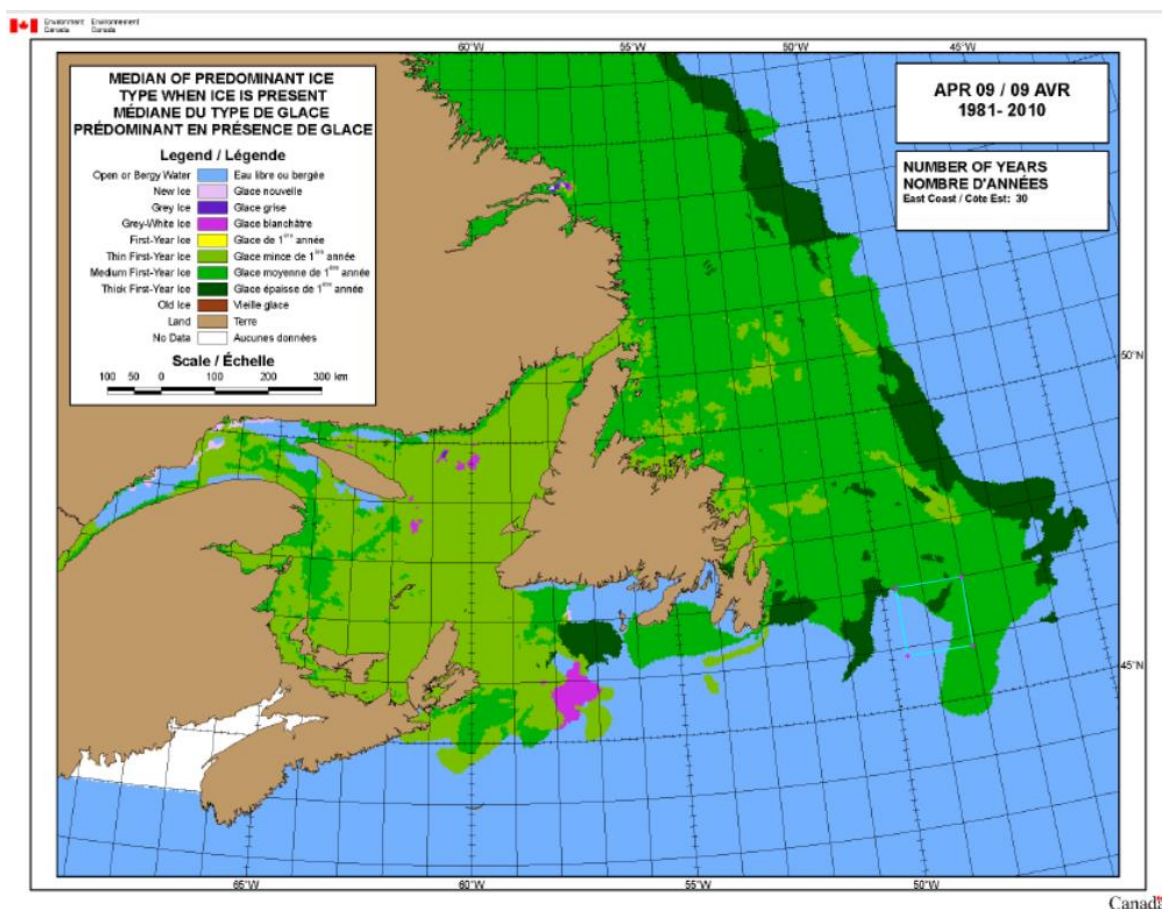 Environment Environnement
Canada Canada
60°W 55°W 50°W 45°W
MEDIAN OF PREDOMINANT ICE
TYPE WHEN ICE IS PRESENT
MÉDIANE DU TYPE DE GLACE
PRÉDOMINANT EN PRÉSENCE DE GLACE
Legend / Légende
Open or Bergy Water Eau libre ou bergée
New Ice Glace nouvelle
Grey Ice Glace grise
Grey-White Ice Glace blanchâtre
First-Year Ice Glace de 1ère année
Thin First-Year Ice Glace mince de 1ère année
Medium First-Year Ice Glace moyenne de 1ère année
Thick First-Year Ice Glace épaisse de 1ère année
Old Ice Vieille glace
Land Terre
No Data Aucunes données
Scale / Échelle
100 50 0 100 200 300 km
APR 09 / 09 AVR
1981- 2010
NUMBER OF YEARS
NOMBRE D'ANNÉES
East Coast / Côte Est: 30
50°N
45°N
65°W 60°W 55°W 50°W
Canada